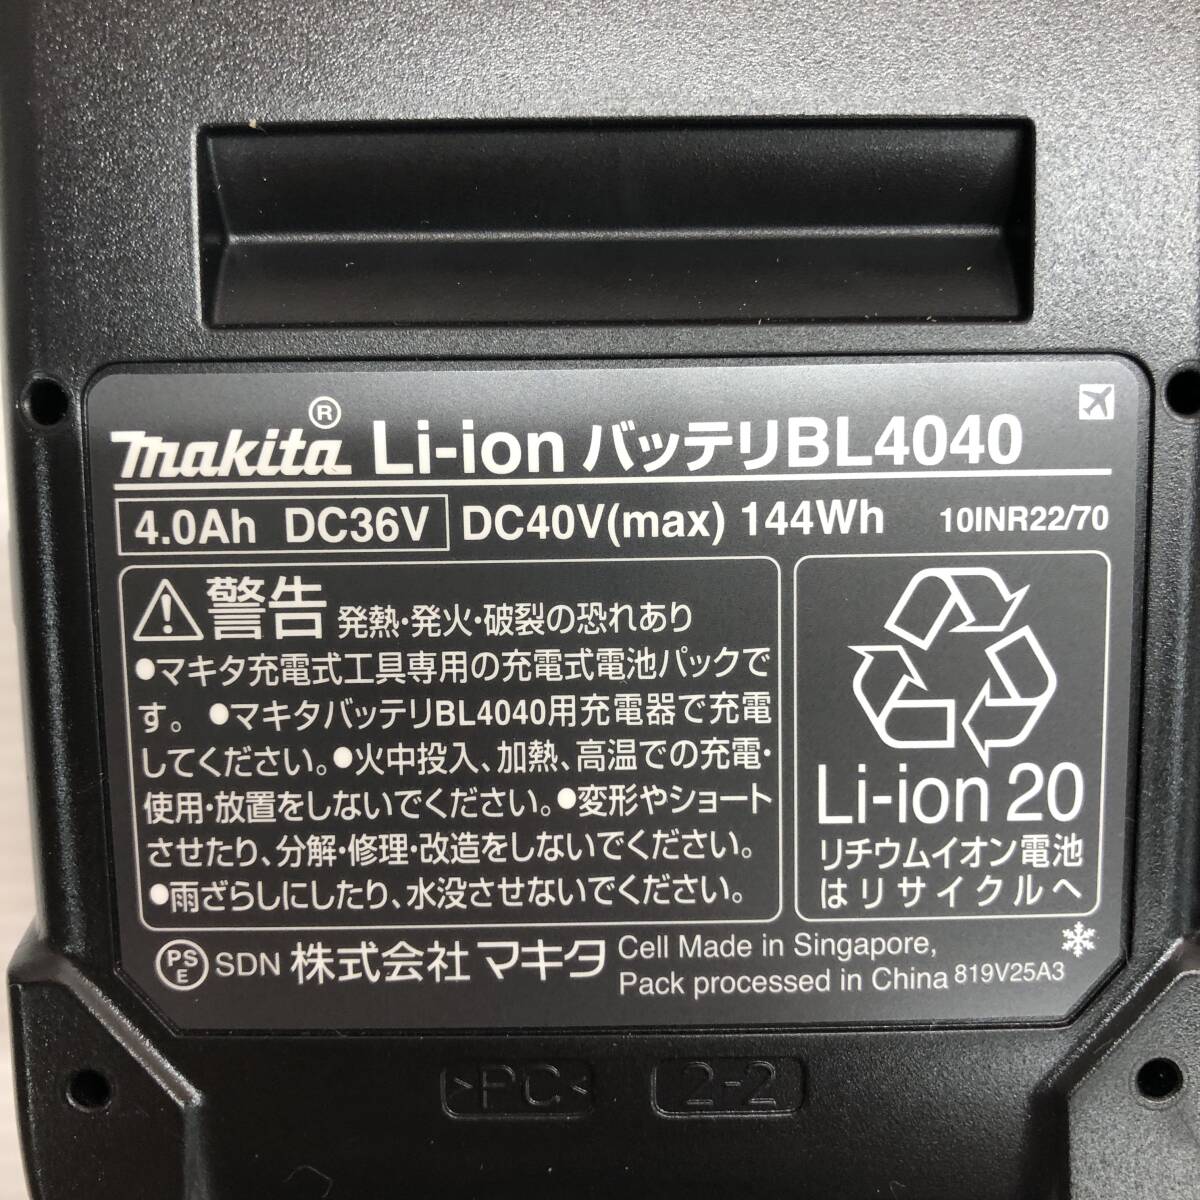 makita® Li-ion バッテリBL4040
4.0Ah DC36V DC40V(max) 144Wh 10INR22/70
警告 発熱・発火・破裂の恐れあり
●マキタ充電式工具専用の充電式電池パックで
す。 ●マキタバッテリBL4040用充電器で充電
してください。●火中投入、加熱、高温での充電・
使用・放置をしないでください。●変形やショート
させたり、分解・修理・改造をしないでください。
●雨ざらしにしたり、水没させないでください。
Li-ion 20
リチウムイオン電池
はリサイクルへ
PS
E
SDN 株式会社マキタ
Cell Made in Singapore,
Pack processed in China 819V25A3
>PC< 2-2